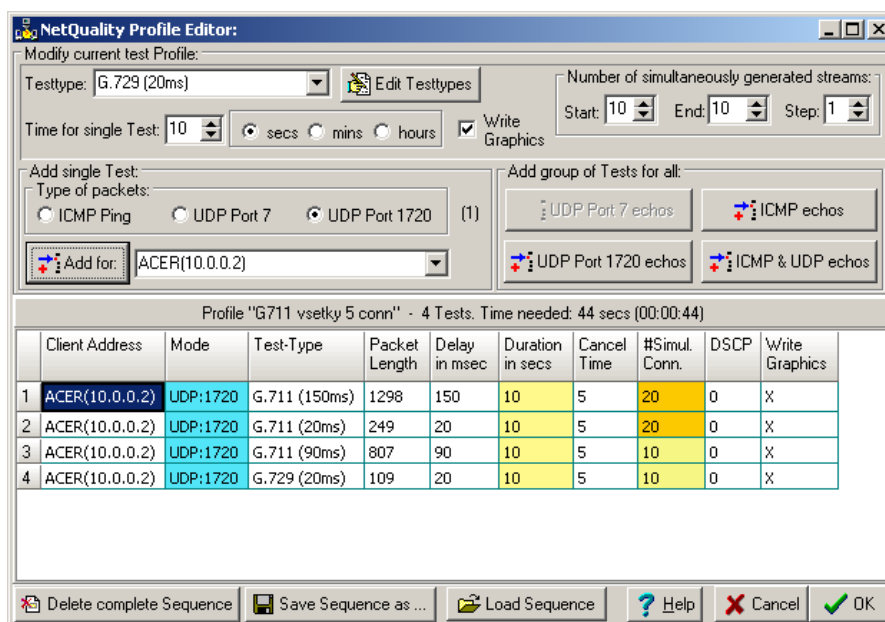 NetQuality Profile Editor:
Modify current test Profile:
Testtype: G.729 (20ms) Edit Testtypes
Number of simultaneously generated streams:
Start: 10 End: 10 Step: 1
Time for single Test: 10 secs mins hours Write Graphics
Add single Test:
Type of packets:
ICMP Ping UDP Port 7 UDP Port 1720 (1)
Add for: ACER(10.0.0.2)
Add group of Tests for all:
UDP Port 7 echos ICMP echos
UDP Port 1720 echos ICMP & UDP echos
Profile "G711 vsetky 5 conn" - 4 Tests. Time needed: 44 secs (00:00:44)
Client Address Mode Test-Type Packet Length Delay in msec Duration in secs Cancel Time #Simul. Conn. DSCP Write Graphics
1 ACER(10.0.0.2) UDP:1720 G.711 (150ms) 1298 150 10 5 20 0 X
2 ACER(10.0.0.2) UDP:1720 G.711 (20ms) 249 20 10 5 20 0 X
3 ACER(10.0.0.2) UDP:1720 G.711 (90ms) 807 90 10 5 10 0 X
4 ACER(10.0.0.2) UDP:1720 G.729 (20ms) 109 20 10 5 10 0 X
Delete complete Sequence Save Sequence as ... Load Sequence Help Cancel OK